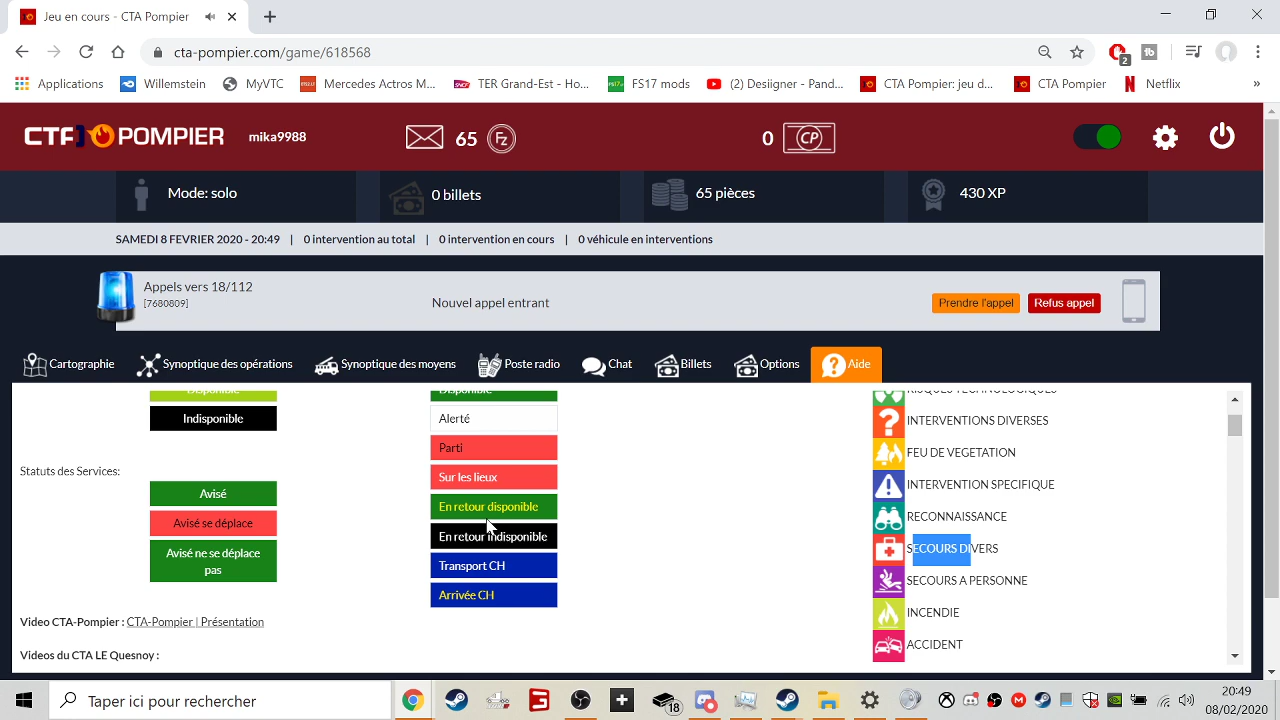 Jeu en cours - CTA Pompier
cta-pompier.com/game/618568
2
Applications
Willemstein
MyVTC
Mercedes Actros M...
TER Grand-Est - Ho...
FS17 mods
(2) Desiigner - Pand...
CTA Pompier: jeu d...
CTA Pompier
Netflix
»
POMPIER
mika9988
65
Fz
0
CP
Mode: solo
0 billets
65 pièces
430 XP
SAMEDI 8 FEVRIER 2020 - 20:49 | 0 intervention au total | 0 intervention en cours | 0 véhicule en interventions
Appels vers 18/112
[7680809]
Nouvel appel entrant
Prendre l'appel
Refus appel
Cartographie
Synoptique des opérations
Synoptique des moyens
Poste radio
Chat
Billets
Options
Aide
Disponible
Indisponible
Statuts des Services:
Avisé
Avisé se déplace
Avisé ne se déplace
pas
Video CTA-Pompier : CTA-Pompier | Présentation
Videos du CTA LE Quesnoy :
Disponible
Alerté
Parti
Sur les lieux
En retour disponible
En retour indisponible
Transport CH
Arrivée CH
RISQUES TECHNOLOGIQUES
INTERVENTIONS DIVERSES
FEU DE VEGETATION
INTERVENTION SPECIFIQUE
RECONNAISSANCE
SECOURS DIVERS
SECOURS A PERSONNE
INCENDIE
ACCIDENT
Taper ici pour rechercher
18
20:49
08/02/2020